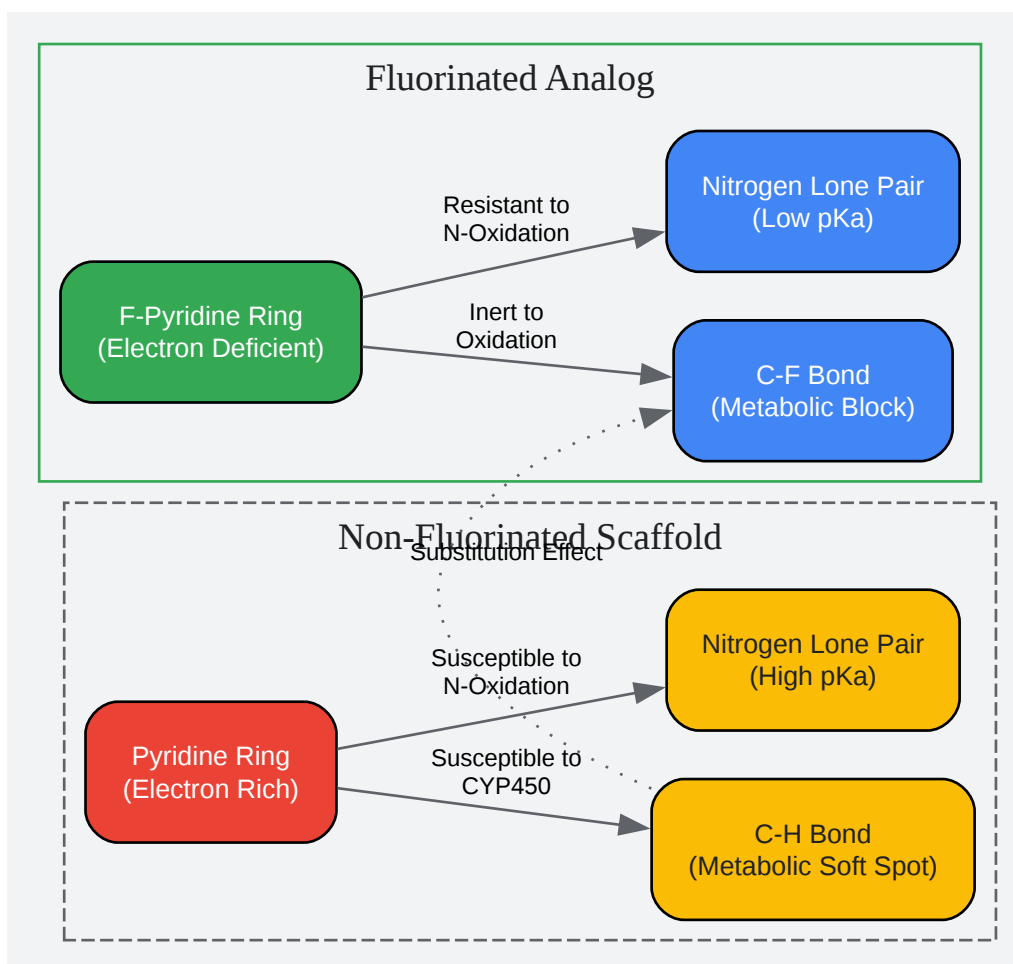 Fluorinated Analog
Nitrogen Lone Pair
(Low pKa)
Resistant to
N-Oxidation
F-Pyridine Ring
(Electron Deficient)
Inert to
Oxidation
C-F Bond
(Metabolic Block)
Non-Fluorinated Scaffold
Substitution Effect
Nitrogen Lone Pair
(High pKa)
Susceptible to
N-Oxidation
Pyridine Ring
(Electron Rich)
Susceptible to
CYP450
C-H Bond
(Metabolic Soft Spot)